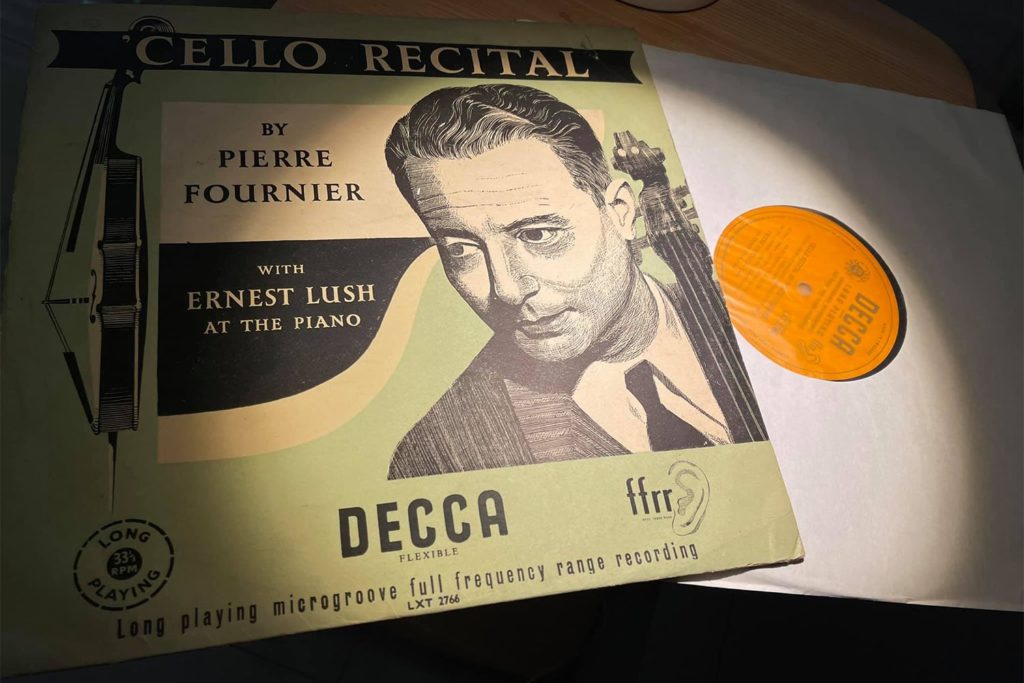 CELLO RECITAL
BY
PIERRE
FOURNIER
WITH
ERNEST LUSH
AT THE PIANO
DECCA
FLEXIBLE
ffrr
LONG
33⅓
RPM
PLAYING
Long playing microgroove full frequency range recording
LXT 2766
DECCA